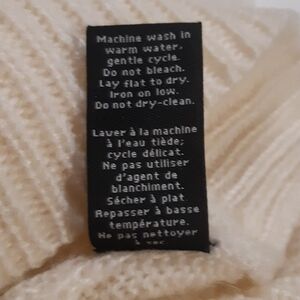 Machine wash in
warm water,
gentle cycle.
Do not bleach.
Lay flat to dry.
Iron on low.
Do not dry-clean.
Laver à la machine
à l'eau tiède;
cycle délicat.
Ne pas utiliser
d'agent de
blanchiment.
Sécher à plat
Repasser à basse
température.
Ne pas nettoyer
à sec